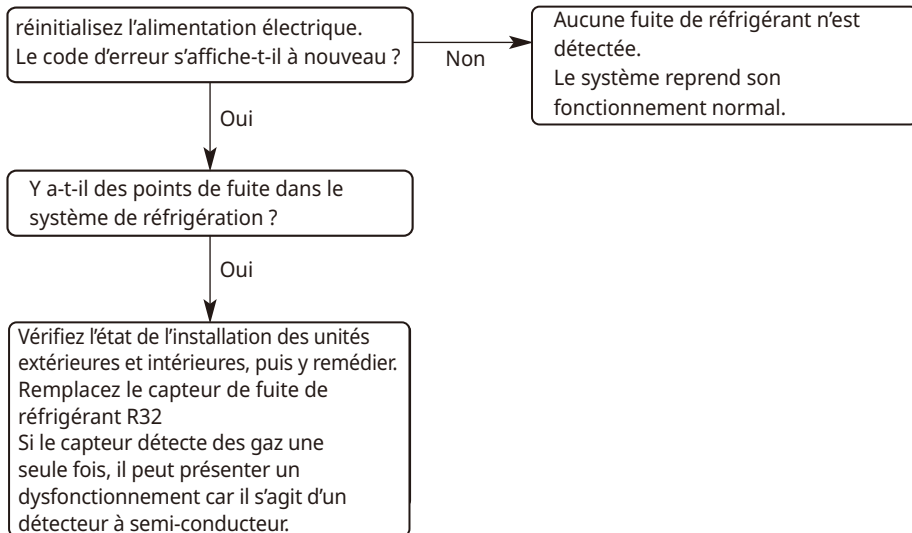 réinitialisez l'alimentation électrique.
Le code d'erreur s'affiche-t-il à nouveau ?
Non
Aucune fuite de réfrigérant n'est
détectée.
Le système reprend son
fonctionnement normal.
Oui
Y a-t-il des points de fuite dans le
système de réfrigération ?
Oui
Vérifiez l'état de l'installation des unités
extérieures et intérieures, puis y remédier.
Remplacez le capteur de fuite de
réfrigérant R32
Si le capteur détecte des gaz une
seule fois, il peut présenter un
dysfonctionnement car il s'agit d'un
détecteur à semi-conducteur.